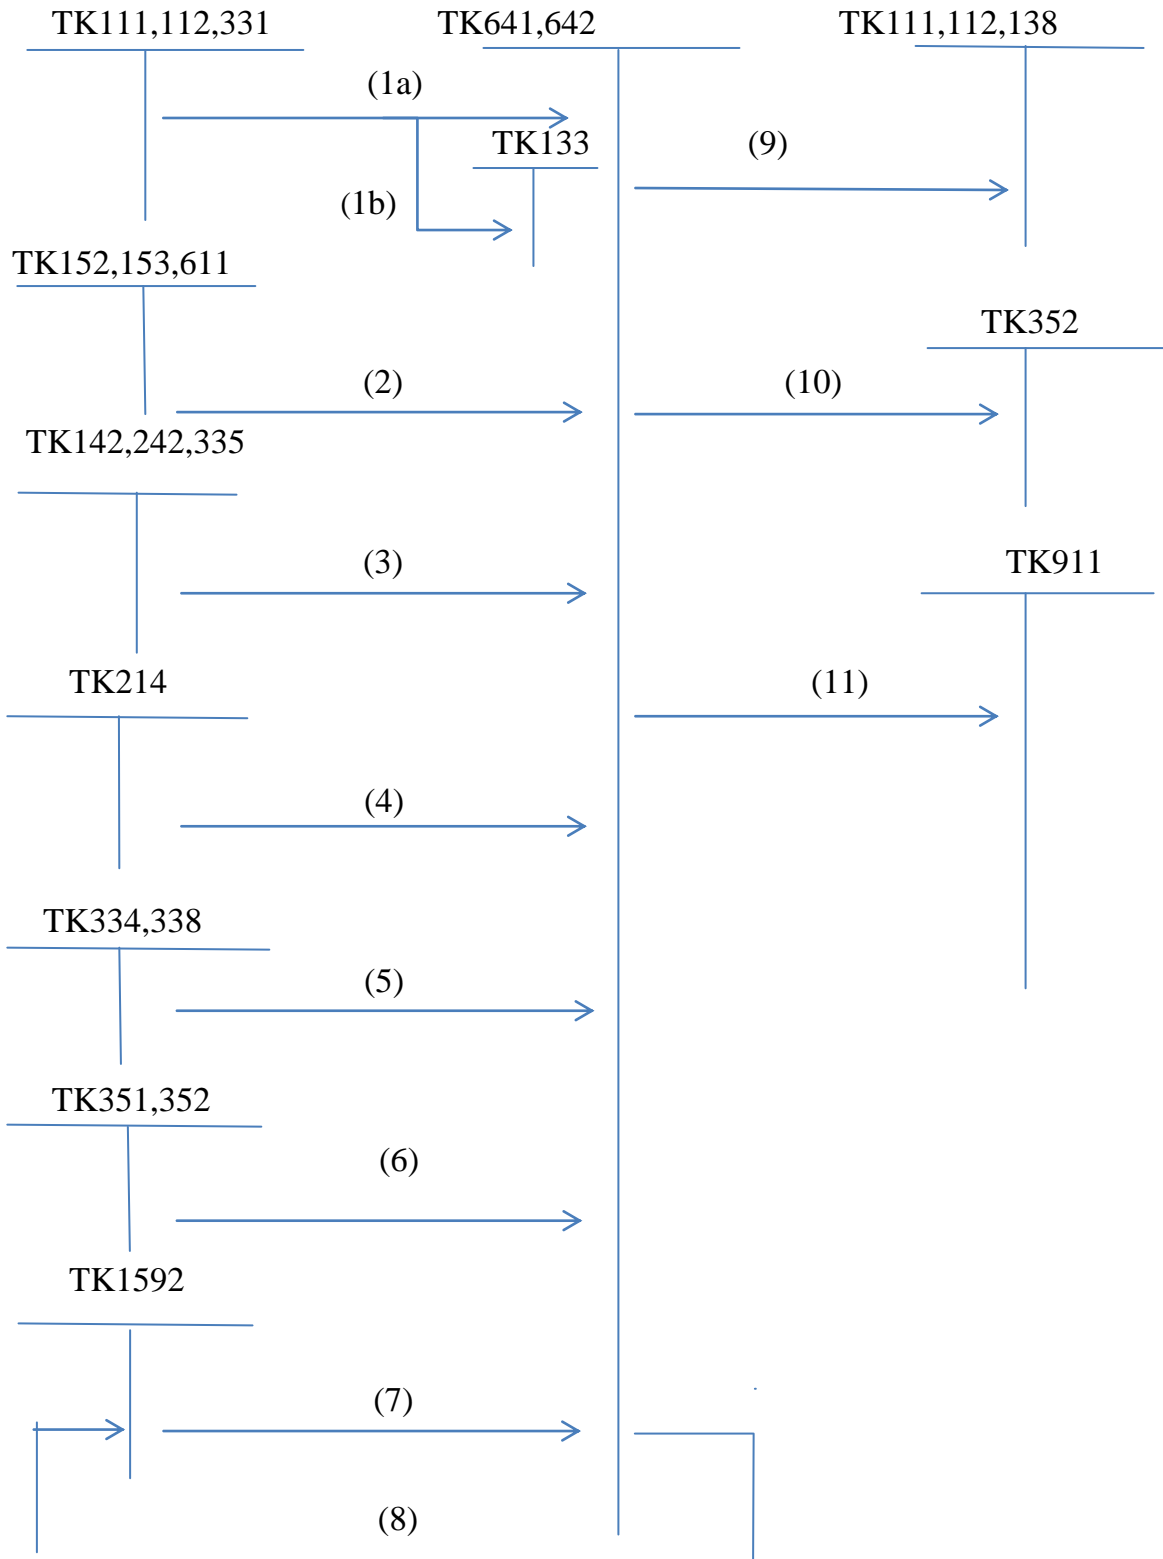 TK111,112,331 TK641,642 TK111,112,138
(1a)
TK133 (9)
(1b)
TK152,153,611
TK352
(2) (10)
TK142,242,335
(3) TK911
TK214 (11)
(4)
TK334,338
(5)
TK351,352
(6)
TK1592
(7)
(8)